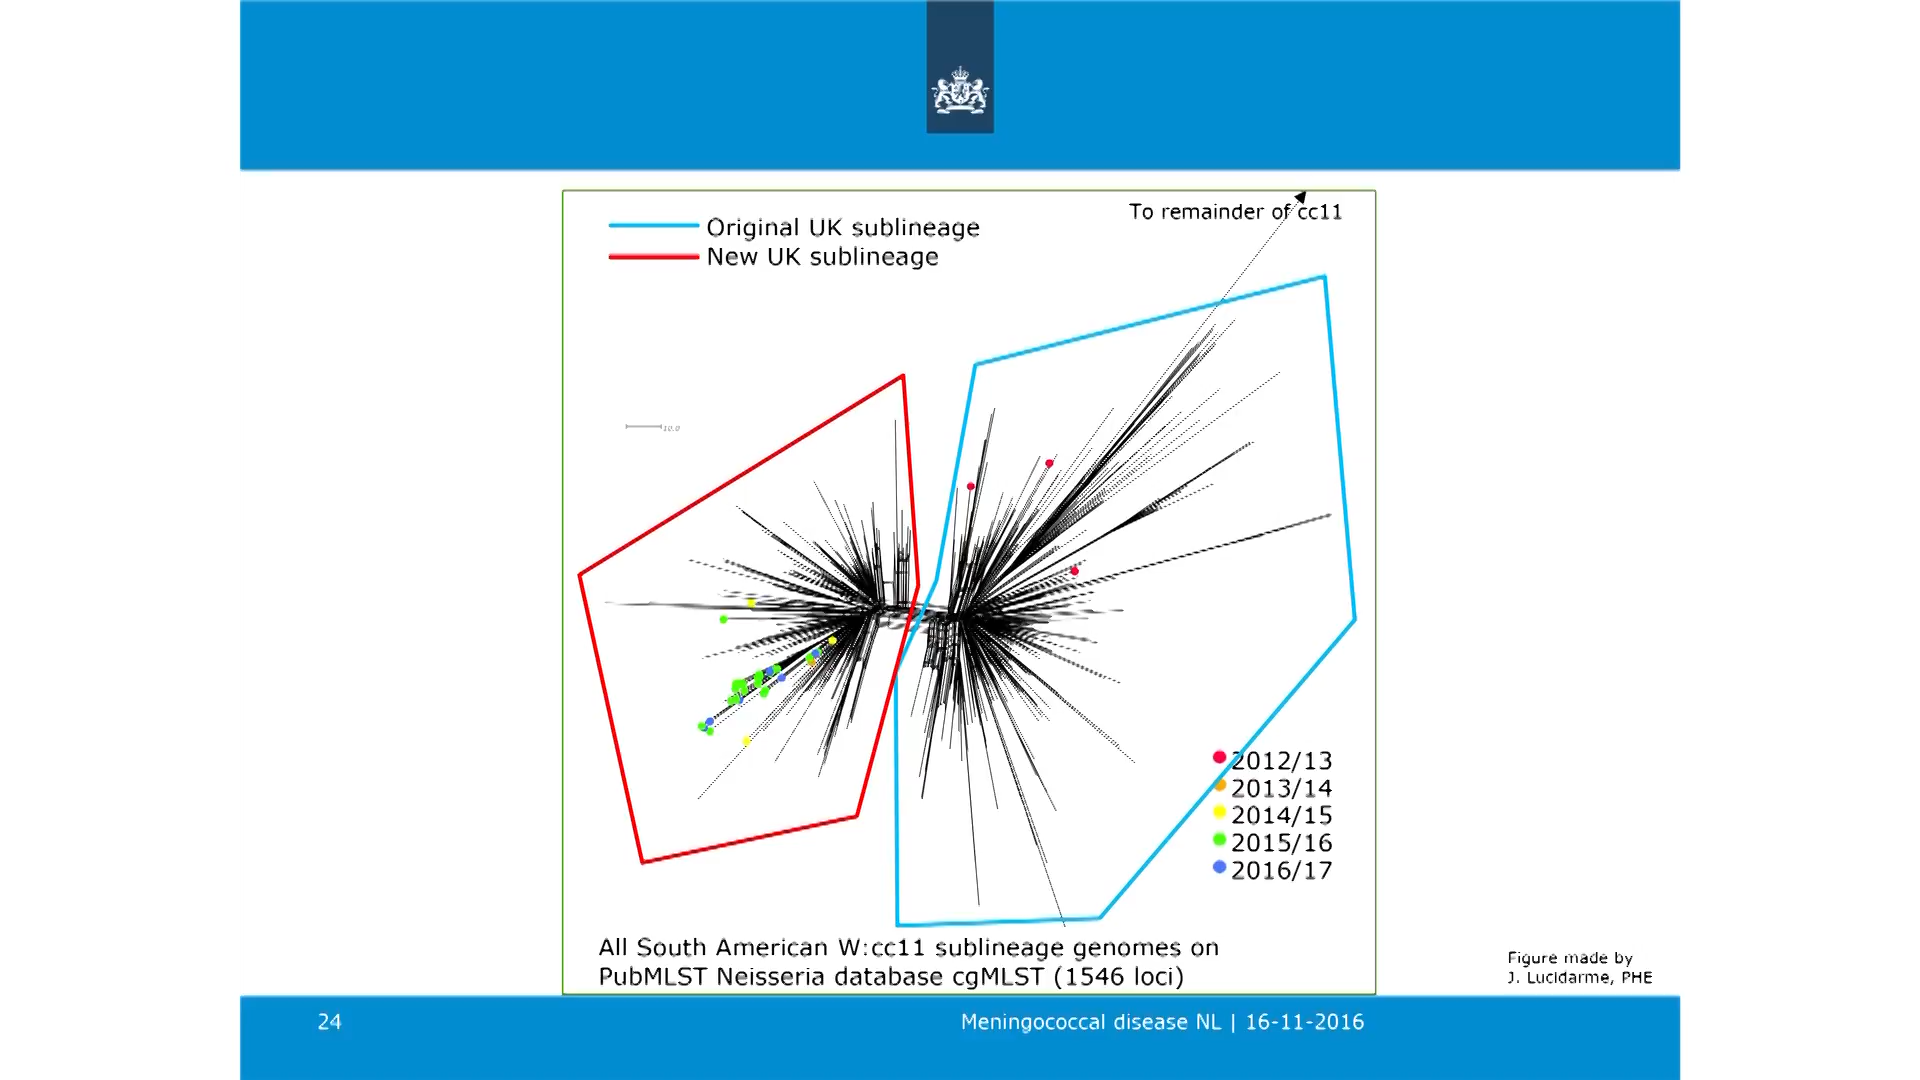 Original UK sublineage
New UK sublineage
To remainder of cc11
10.0
2012/13
2013/14
2014/15
2015/16
2016/17
All South American W:cc11 sublineage genomes on
PubMLST Neisseria database cgMLST (1546 loci)
Figure made by
J. Lucidarme, PHE
24
Meningococcal disease NL | 16-11-2016